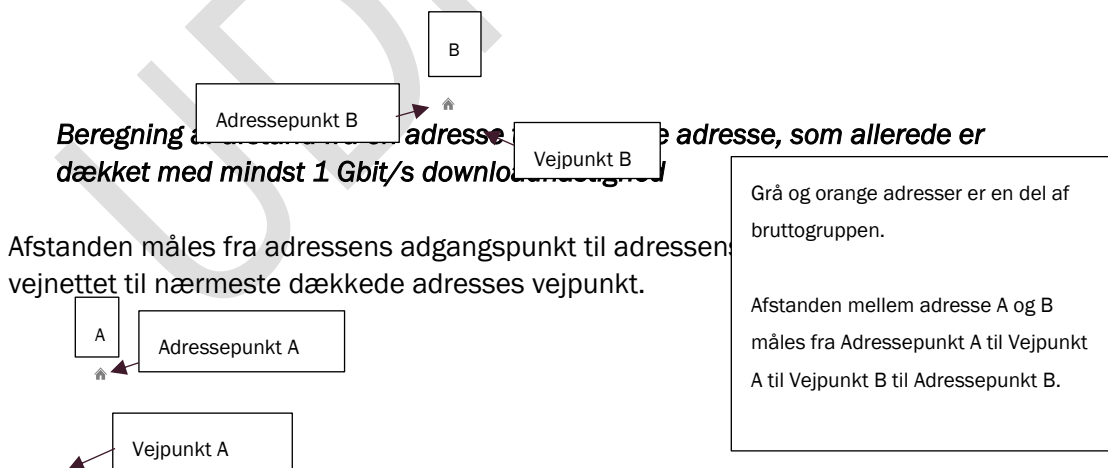 B
Adressepunkt B
Beregning a adresse e adresse, som allerede er
Vejpunkt B
dækket med mindst 1 Gbit/s
Grå og orange adresser er en del af
bruttogruppen.
Afstanden måles fra adressens adgangspunkt til adressens
vejnettet til nærmeste dækkede adresses vejpunkt.
Afstanden mellem adresse A og B
måles fra Adressepunkt A til Vejpunkt
A til Vejpunkt B til Adressepunkt B.
A
Adressepunkt A
Vejpunkt A